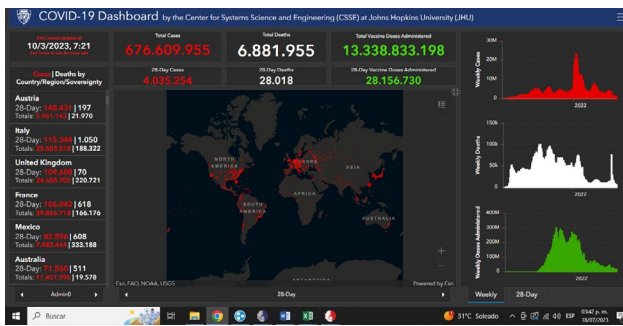 COVID-19 Dashboard by the Center for Systems Science and Engineering (CSSE) at Johns Hopkins University (JHU)
10/3/2023, 7:21
Cases | Deaths by
Country/Region/Sovereignty
Austria
28-Day: 148.431 | 197
Totals: 5.961.143 | 21.970
Italy
28-Day: 115.344 | 1.050
Totals: 25.603.510 | 188.322
United Kingdom
28-Day: 109.608 | 70
Totals: 24.658.705 | 220.721
France
28-Day: 106.042 | 618
Totals: 39.866.718 | 166.176
Mexico
28-Day: 87.596 | 608
Totals: 7.483.444 | 333.188
Australia
28-Day: 71.560 | 511
Totals: 11.401.996 | 19.578
Admin0
Total Cases
676.609.955
Total Deaths
6.881.955
Total Vaccine Doses Administered
13.338.833.198
28-Day Cases
4.035.254
28-Day Deaths
28.018
28-Day Vaccine Doses Administered
28.156.730
NORTH
AMERICA
EUROPE
ASIA
AFRICA
SOUTH
AMERICA
AUSTRALIA
+
Esri, FAO, NOAA, USGS
Powered by Esri
28-Day
Weekly Cases
30M
20M
10M
0
2022
Weekly Deaths
150k
100k
50k
0
2022
Weekly Doses Administered
400M
300M
200M
100M
0
2022
Weekly
28-Day
Buscar
31°C Soleado
ESP
03:42 p. m.
18/07/2023